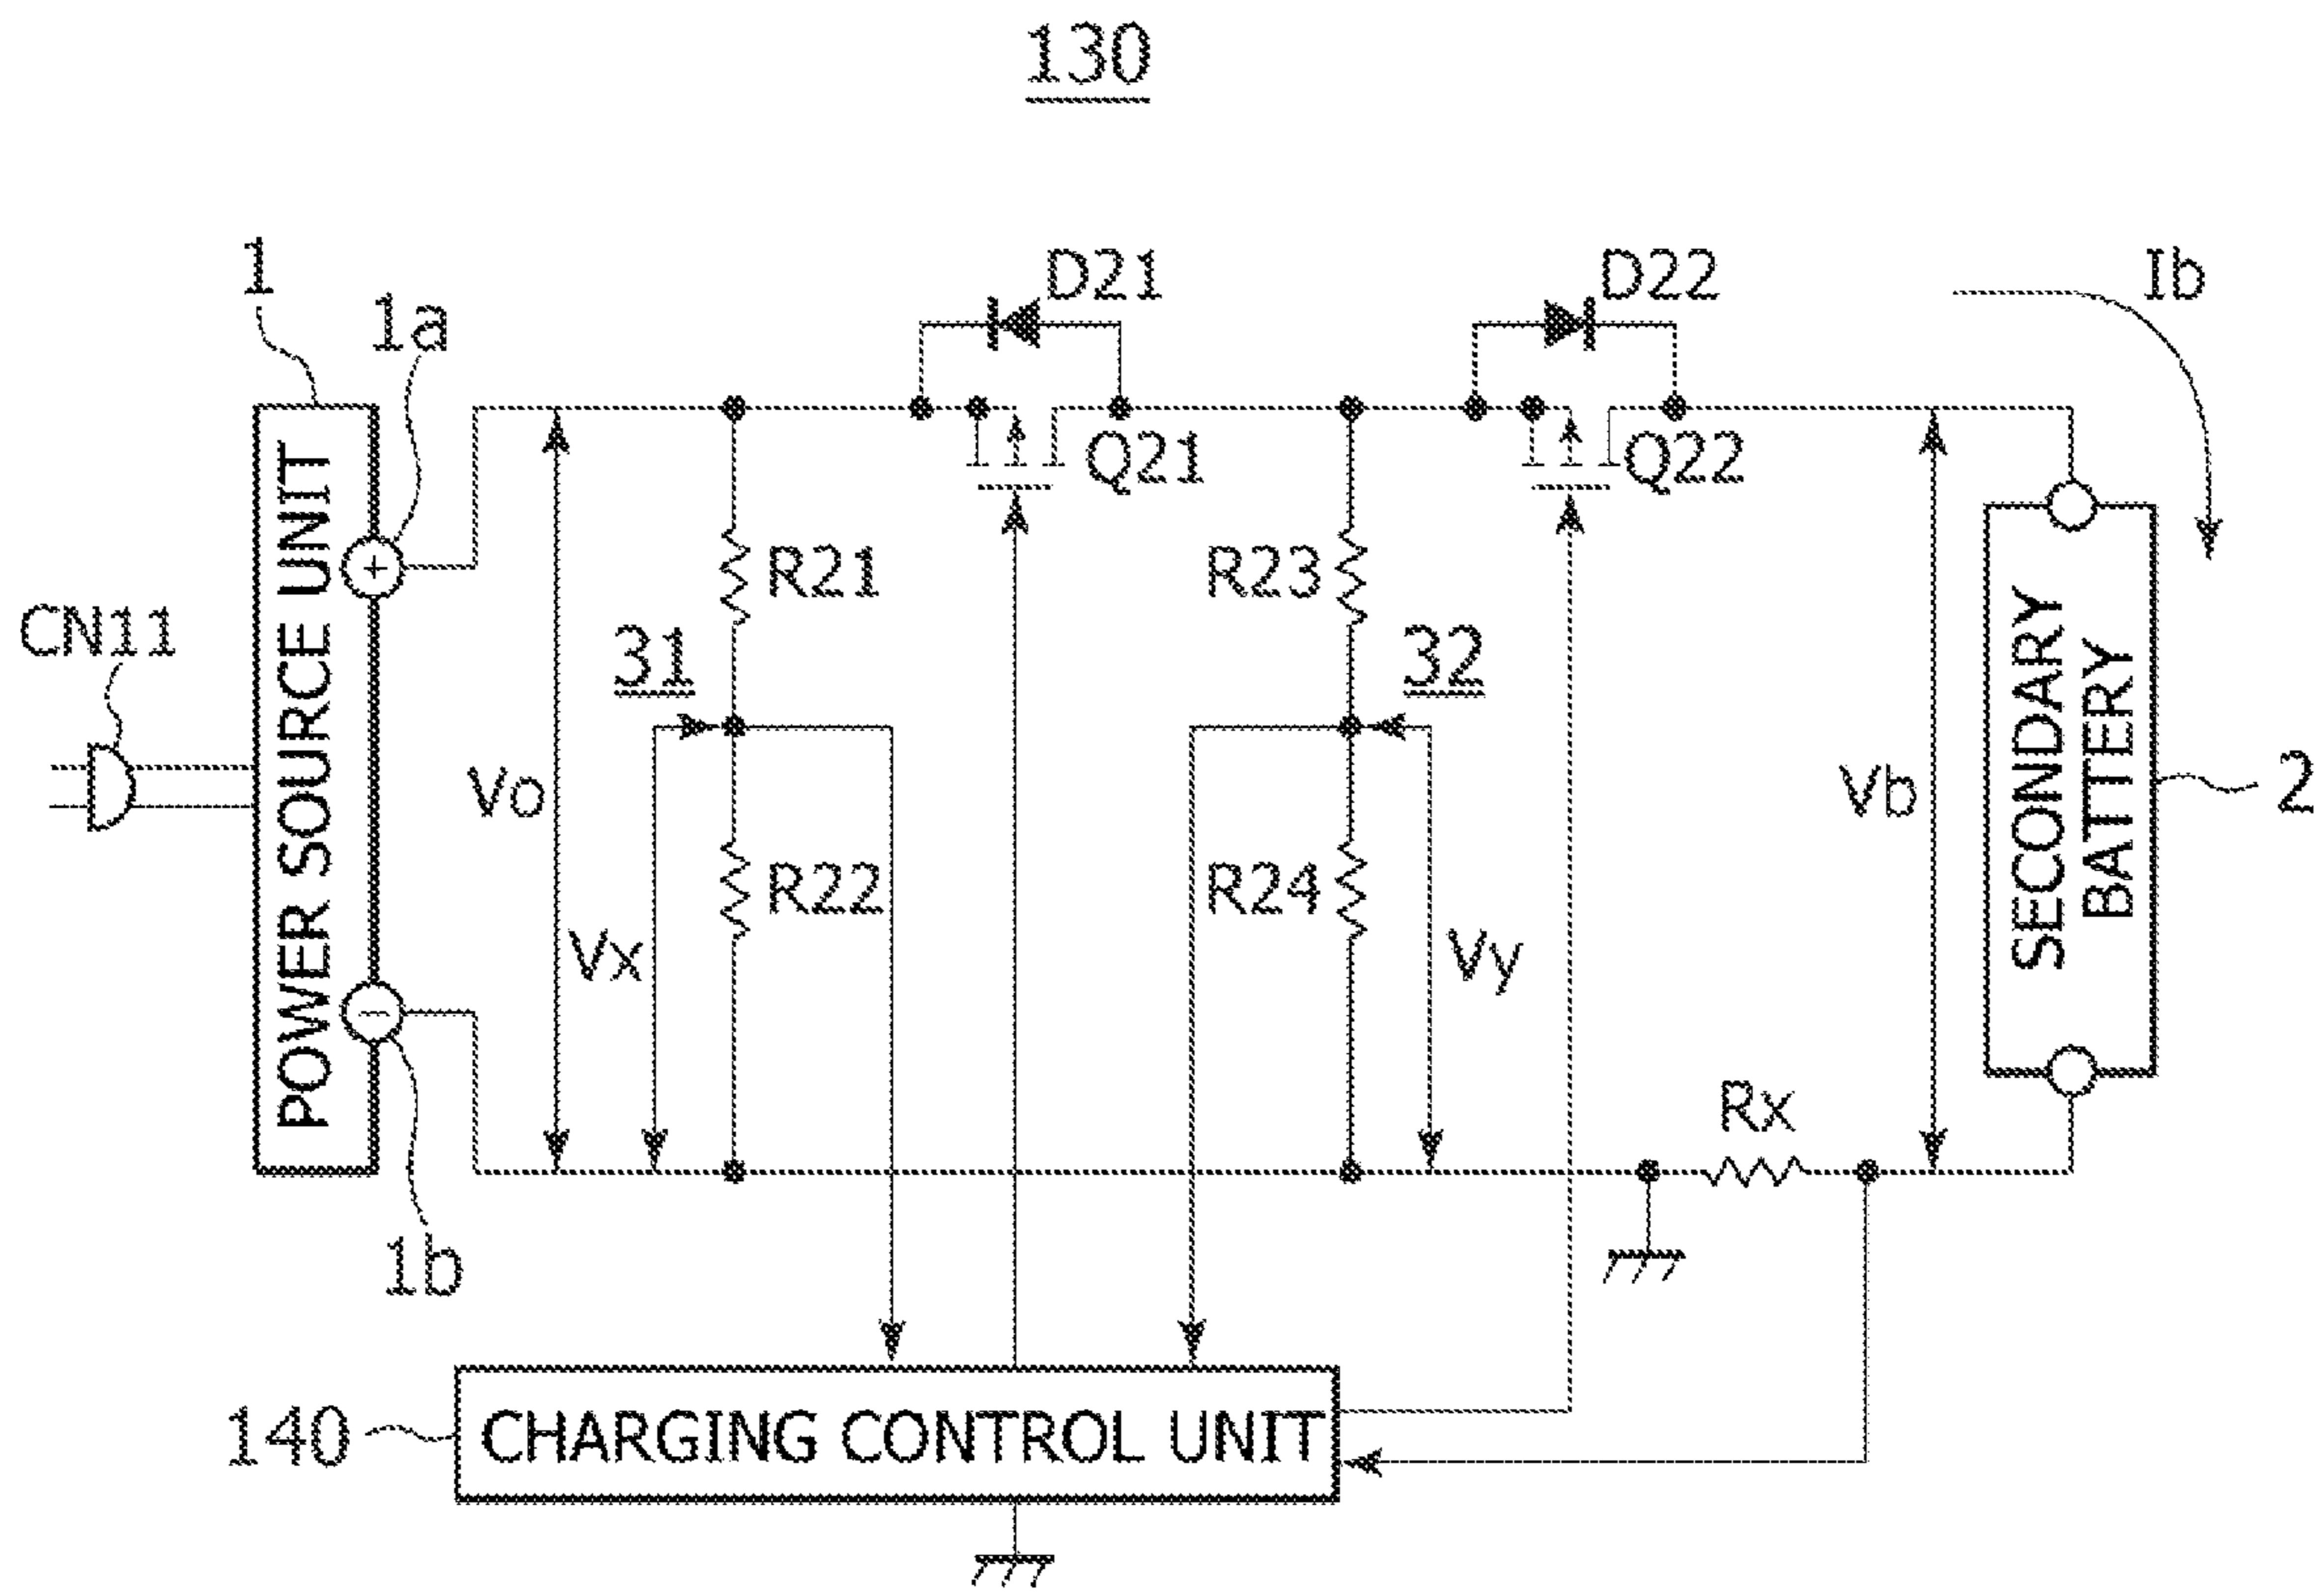 130
1
1a
D21
D22
Ib
Q21
Q22
POWER SOURCE UNIT
+
CN11
R21
R23
31
32
Vo
Vb
SECONDARY
BATTERY
2
R22
R24
Vx
Vy
−
Rx
1b
140
CHARGING CONTROL UNIT